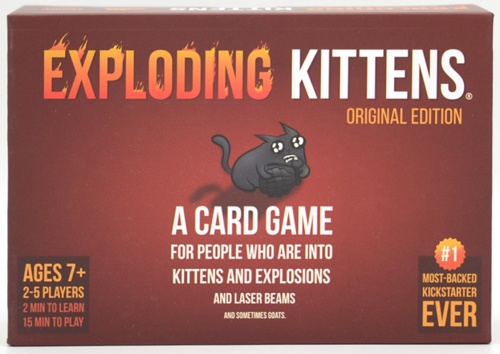 EXPLODING KITTENS®
ORIGINAL EDITION
A CARD GAME
FOR PEOPLE WHO ARE INTO
KITTENS AND EXPLOSIONS
AND LASER BEAMS
AND SOMETIMES GOATS.
AGES 7+
2-5 PLAYERS
2 MIN TO LEARN
15 MIN TO PLAY
#1
MOST-BACKED
KICKSTARTER
EVER